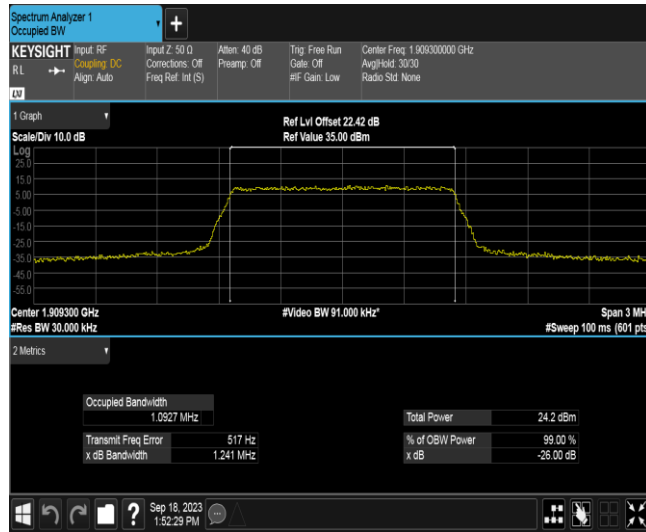 Spectrum Analyzer 1
Occupied BW
+
KEYSIGHT Input: RF Input Z: 50 Ω Atten: 40 dB Trig: Free Run Center Freq: 1.909300000 GHz
RL Coupling: DC Corrections: Off Preamp: Off Gate: Off Avg|Hold: 30/30
Align: Auto Freq Ref: Int (S) #IF Gain: Low Radio Std: None
LXI
1 Graph
Ref Lvl Offset 22.42 dB
Scale/Div 10.0 dB Ref Value 35.00 dBm
Log
25.0
15.0
5.00
-5.00
-15.0
-25.0
-35.0
-45.0
-55.0
Center 1.909300 GHz #Video BW 91.000 kHz* Span 3 MH
#Res BW 30.000 kHz #Sweep 100 ms (601 pts
2 Metrics
Occupied Bandwidth
1.0927 MHz Total Power 24.2 dBm
Transmit Freq Error 517 Hz % of OBW Power 99.00 %
x dB Bandwidth 1.241 MHz x dB -26.00 dB
?
Sep 18, 2023
1:52:29 PM